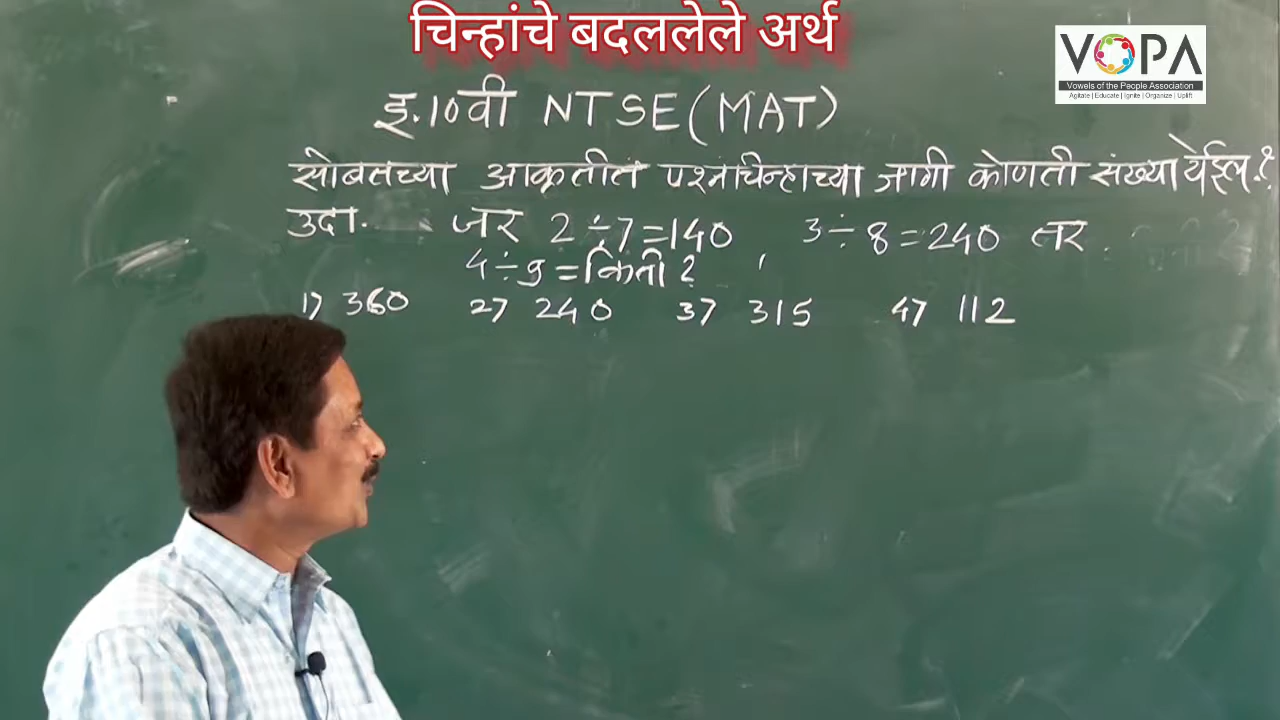 चिन्हांचे बदललेले अर्थ
VOPA
Vowels of the People Association
Agitate | Educate | Ignite | Organize | Uplift
इ.10वी NTSE (MAT)
सोबतच्या आकृतीत प्रश्नचिन्हाच्या जागी कोणती संख्या येईल.?
उदा. जर 2÷7=140, 3÷8=240 तर
4÷9=किती?
1) 360 2) 240 3) 315 4) 112